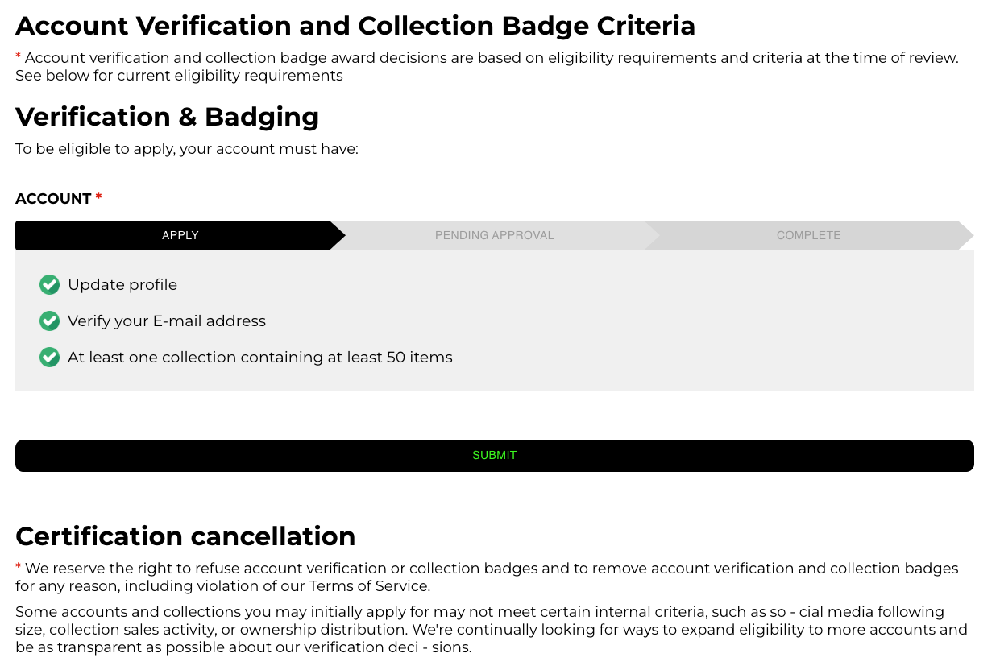 Account Verification and Collection Badge Criteria
* Account verification and collection badge award decisions are based on eligibility requirements and criteria at the time of review.
See below for current eligibility requirements
Verification & Badging
To be eligible to apply, your account must have:
ACCOUNT *
APPLY
PENDING APPROVAL
COMPLETE
Update profile
Verify your E-mail address
At least one collection containing at least 50 items
SUBMIT
Certification cancellation
* We reserve the right to refuse account verification or collection badges and to remove account verification and collection badges
for any reason, including violation of our Terms of Service.
Some accounts and collections you may initially apply for may not meet certain internal criteria, such as so - cial media following
size, collection sales activity, or ownership distribution. We're continually looking for ways to expand eligibility to more accounts and
be as transparent as possible about our verification deci - sions.